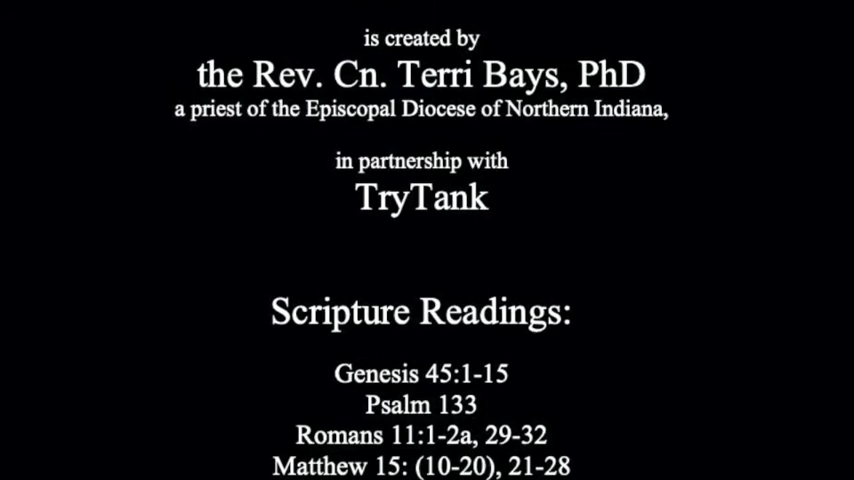 is created by
the Rev. Cn. Terri Bays, PhD
a priest of the Episcopal Diocese of Northern Indiana,
in partnership with
TryTank
Scripture Readings:
Genesis 45:1-15
Psalm 133
Romans 11:1-2a, 29-32
Matthew 15: (10-20), 21-28